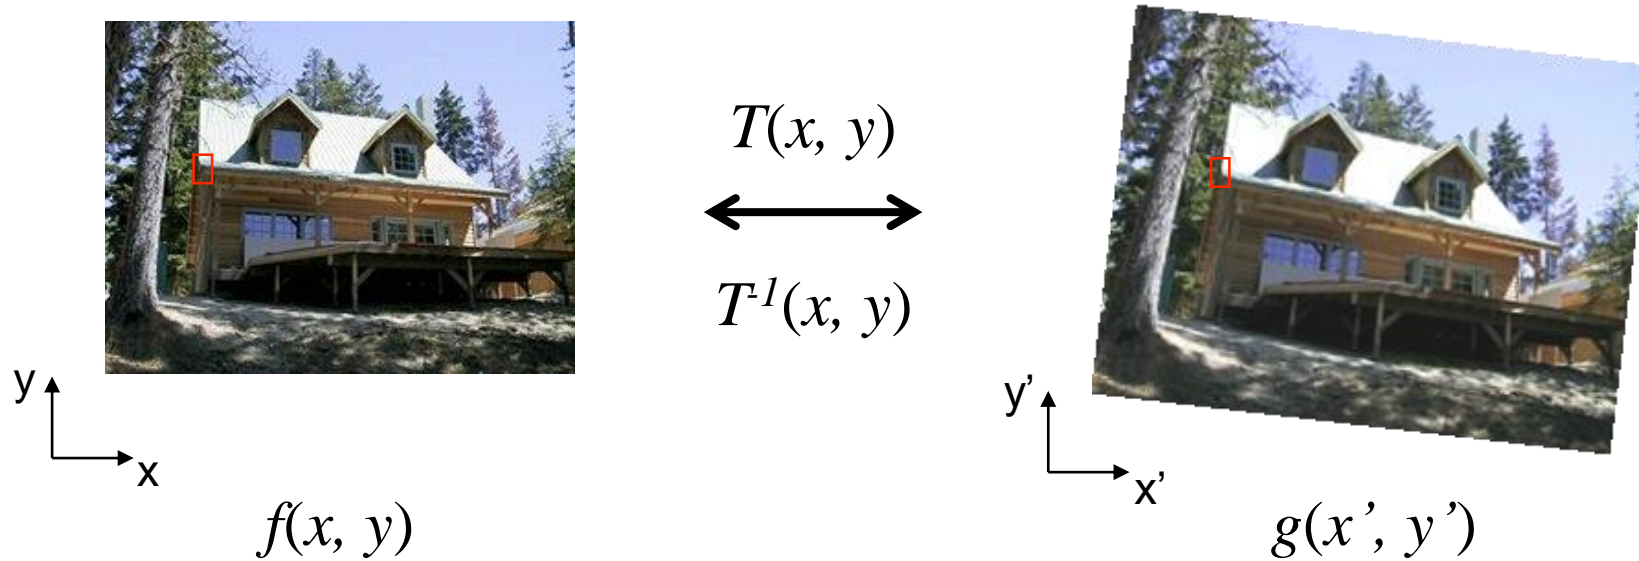 T(x, y)
T⁻¹(x, y)
y
x
f(x, y)
y’
x’
g(x’, y’)